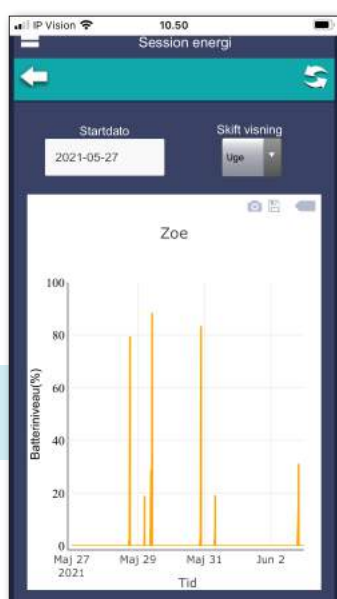 IP Vision 10.50
Session energi
Startdato Skift visning
2021-05-27 Uge
Zoe
100
80
60
40
20
0
Batteriniveau(%)
Maj 27 Maj 29 Maj 31 Jun 2
2021
Tid